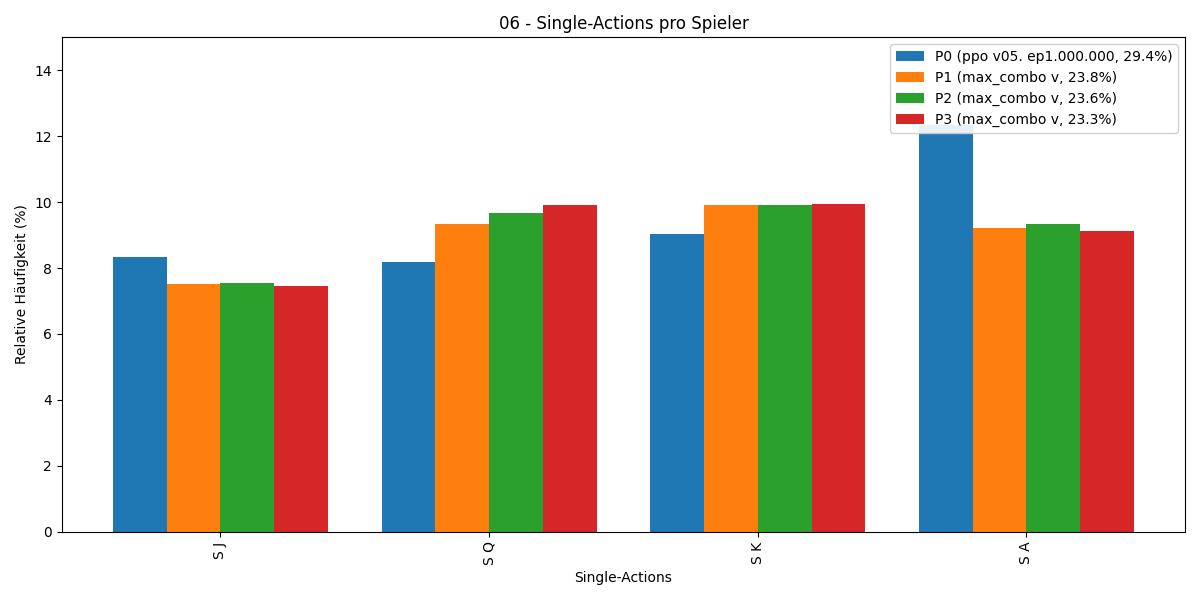 06 - Single-Actions pro Spieler
P0 (ppo v05. ep1.000.000, 29.4%)
P1 (max_combo v, 23.8%)
P2 (max_combo v, 23.6%)
P3 (max_combo v, 23.3%)
Relative Häufigkeit (%)
14
12
10
8
6
4
2
0
S J
S Q
S K
S A
Single-Actions